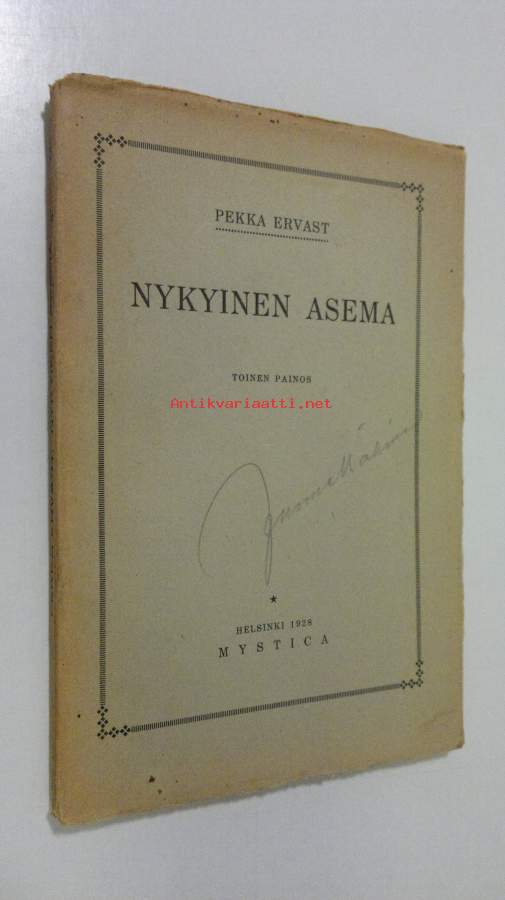 PEKKA ERVAST
NYKYINEN ASEMA
TOINEN PAINOS
Antikvariaatti.net
HELSINKI 1928
MYSTICA